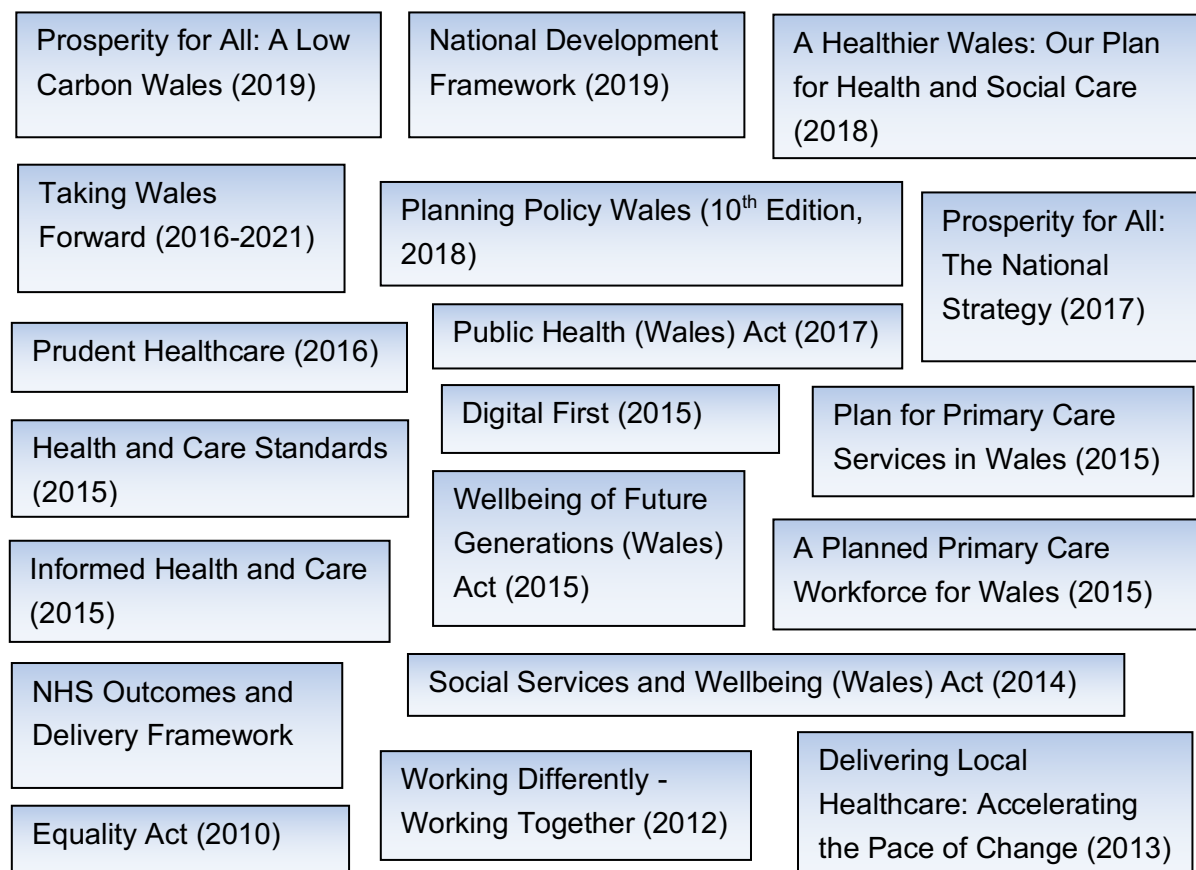 Prosperity for All: A Low
Carbon Wales (2019)
National Development
Framework (2019)
A Healthier Wales: Our Plan
for Health and Social Care
(2018)
Taking Wales
Forward (2016-2021)
Planning Policy Wales (10th Edition,
2018)
Prosperity for All:
The National
Strategy (2017)
Prudent Healthcare (2016)
Public Health (Wales) Act (2017)
Digital First (2015)
Plan for Primary Care
Services in Wales (2015)
Health and Care Standards
(2015)
Wellbeing of Future
Generations (Wales)
Act (2015)
A Planned Primary Care
Workforce for Wales (2015)
Informed Health and Care
(2015)
NHS Outcomes and
Delivery Framework
Social Services and Wellbeing (Wales) Act (2014)
Working Differently -
Working Together (2012)
Delivering Local
Healthcare: Accelerating
the Pace of Change (2013)
Equality Act (2010)